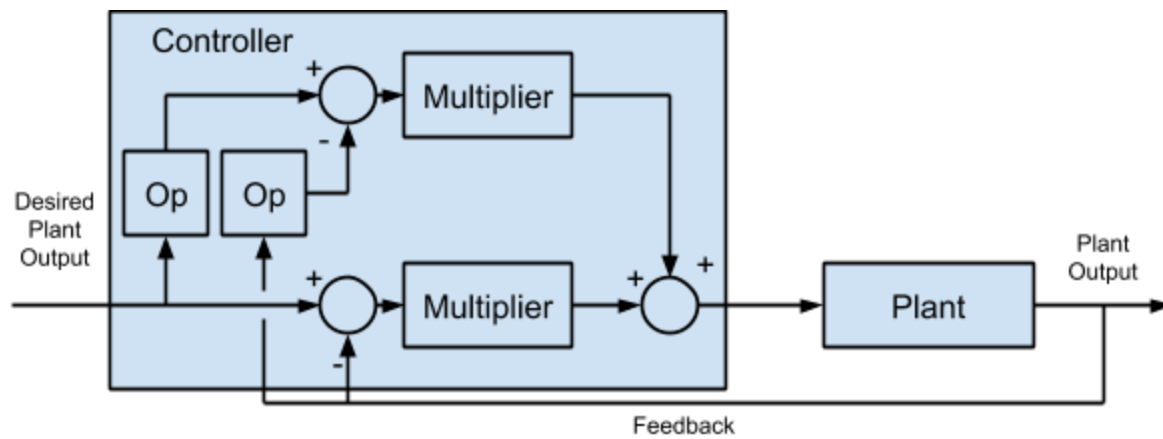 Controller
+
Multiplier
-
Op
Op
Desired
Plant
Output
+
Multiplier
-
+
+
Plant
Plant
Output
Feedback